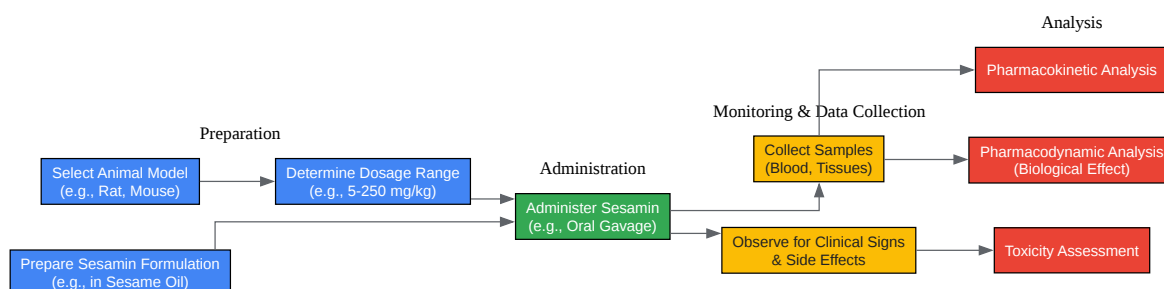 Analysis
Pharmacokinetic Analysis
Monitoring & Data Collection
Preparation
Collect Samples
(Blood, Tissues)
Pharmacodynamic Analysis
(Biological Effect)
Select Animal Model
(e.g., Rat, Mouse)
Determine Dosage Range
(e.g., 5-250 mg/kg)
Administration
Administer Sesamin
(e.g., Oral Gavage)
Observe for Clinical Signs
& Side Effects
Toxicity Assessment
Prepare Sesamin Formulation
(e.g., in Sesame Oil)